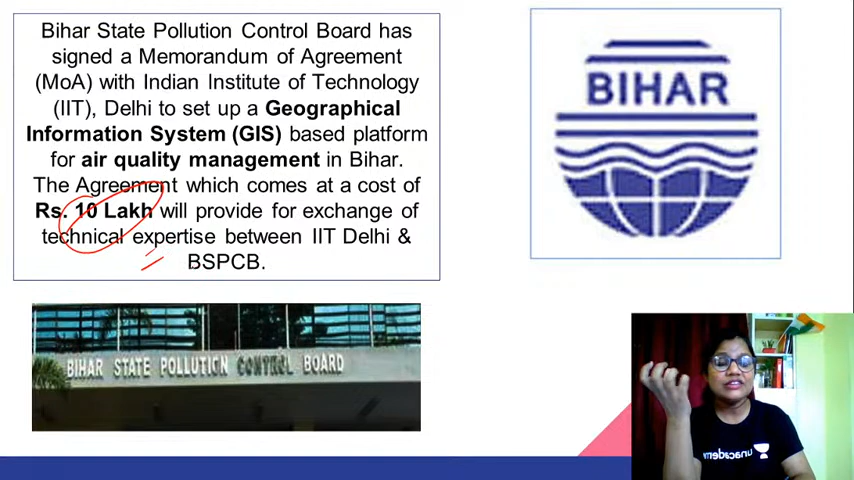 Bihar State Pollution Control Board has
signed a Memorandum of Agreement
(MoA) with Indian Institute of Technology
(IIT), Delhi to set up a Geographical
Information System (GIS) based platform
for air quality management in Bihar.
The Agreement which comes at a cost of
Rs. 10 Lakh will provide for exchange of
technical expertise between IIT Delhi &
BSPCB.
BIHAR
BIHAR STATE POLLUTION CONTROL BOARD
unacademy